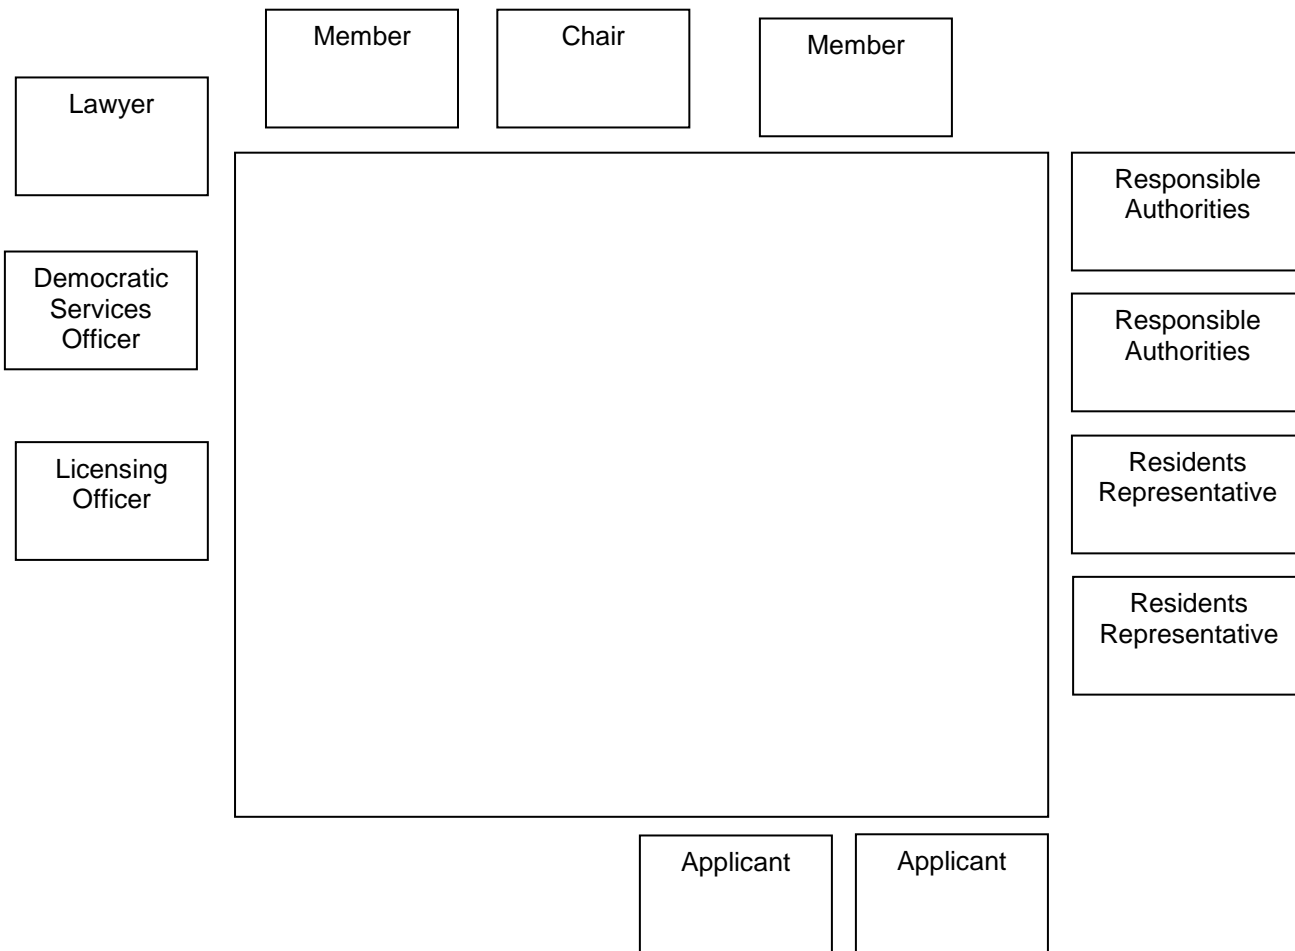 Member
Chair
Member
Lawyer
Responsible
Authorities
Democratic
Services
Officer
Responsible
Authorities
Licensing
Officer
Residents
Representative
Residents
Representative
Applicant
Applicant